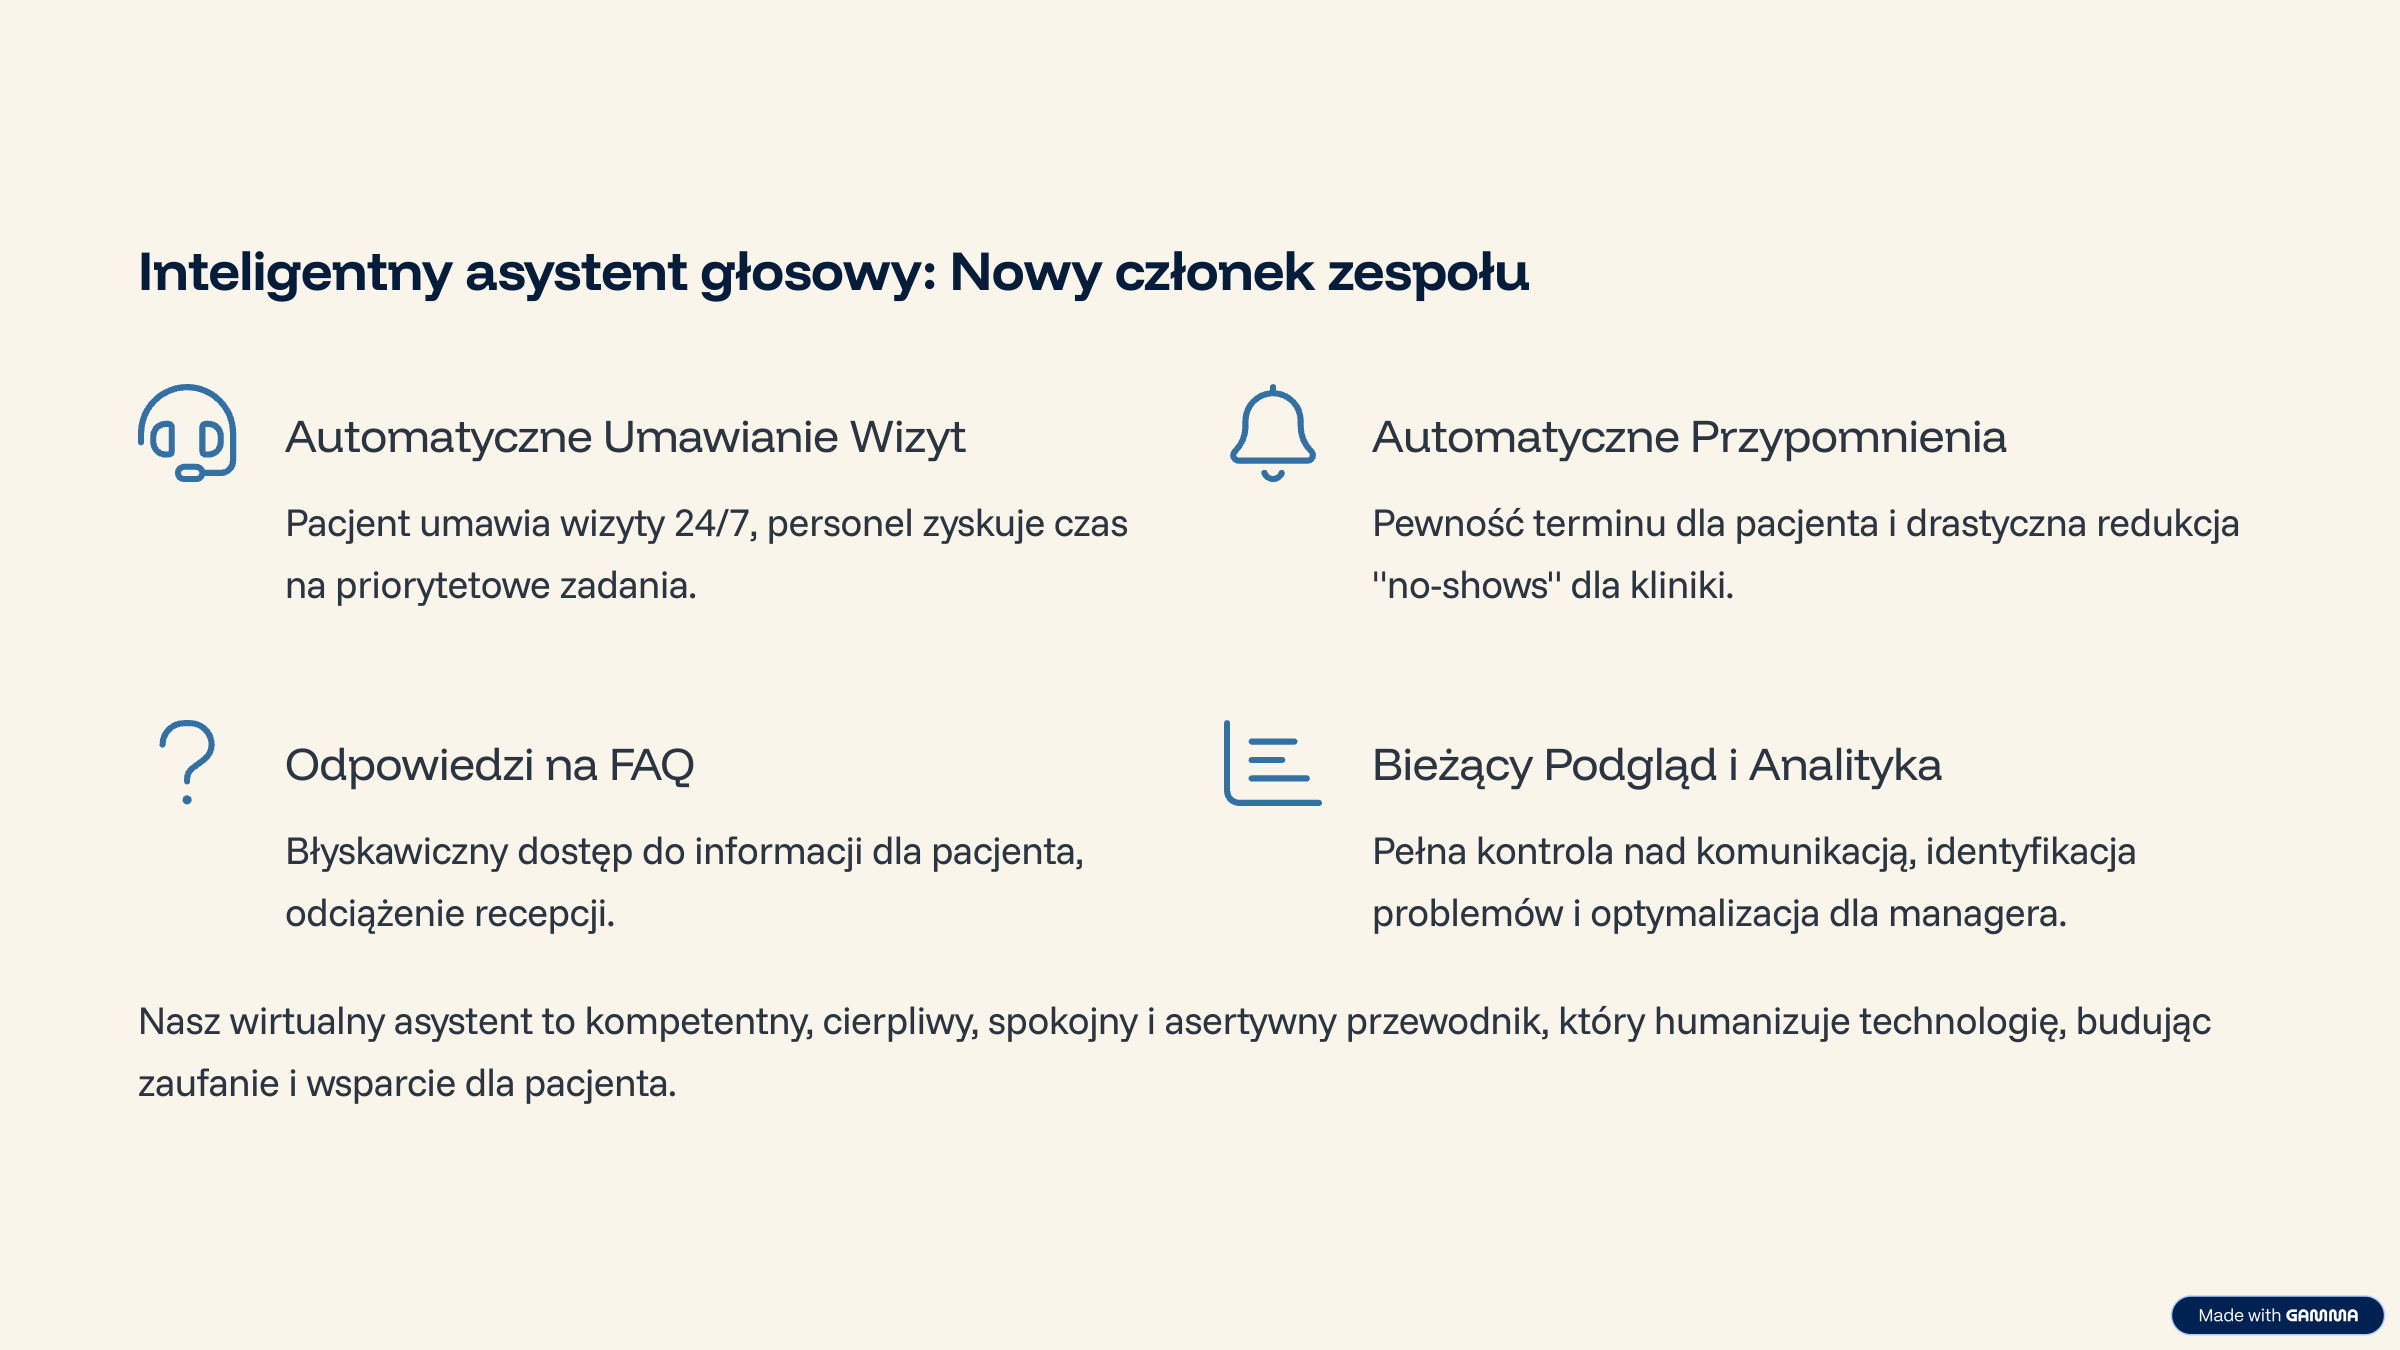 Inteligentny asystent głosowy: Nowy członek zespołu
Automatyczne Umawianie Wizyt
Pacjent umawia wizyty 24/7, personel zyskuje czas
na priorytetowe zadania.
Automatyczne Przypomnienia
Pewność terminu dla pacjenta i drastyczna redukcja
"no-shows" dla kliniki.
Odpowiedzi na FAQ
Błyskawiczny dostęp do informacji dla pacjenta,
odciążenie recepcji.
Bieżący Podgląd i Analityka
Pełna kontrola nad komunikacją, identyfikacja
problemów i optymalizacja dla managera.
Nasz wirtualny asystent to kompetentny, cierpliwy, spokojny i asertywny przewodnik, który humanizuje technologię, budując
zaufanie i wsparcie dla pacjenta.
Made with GAMMA